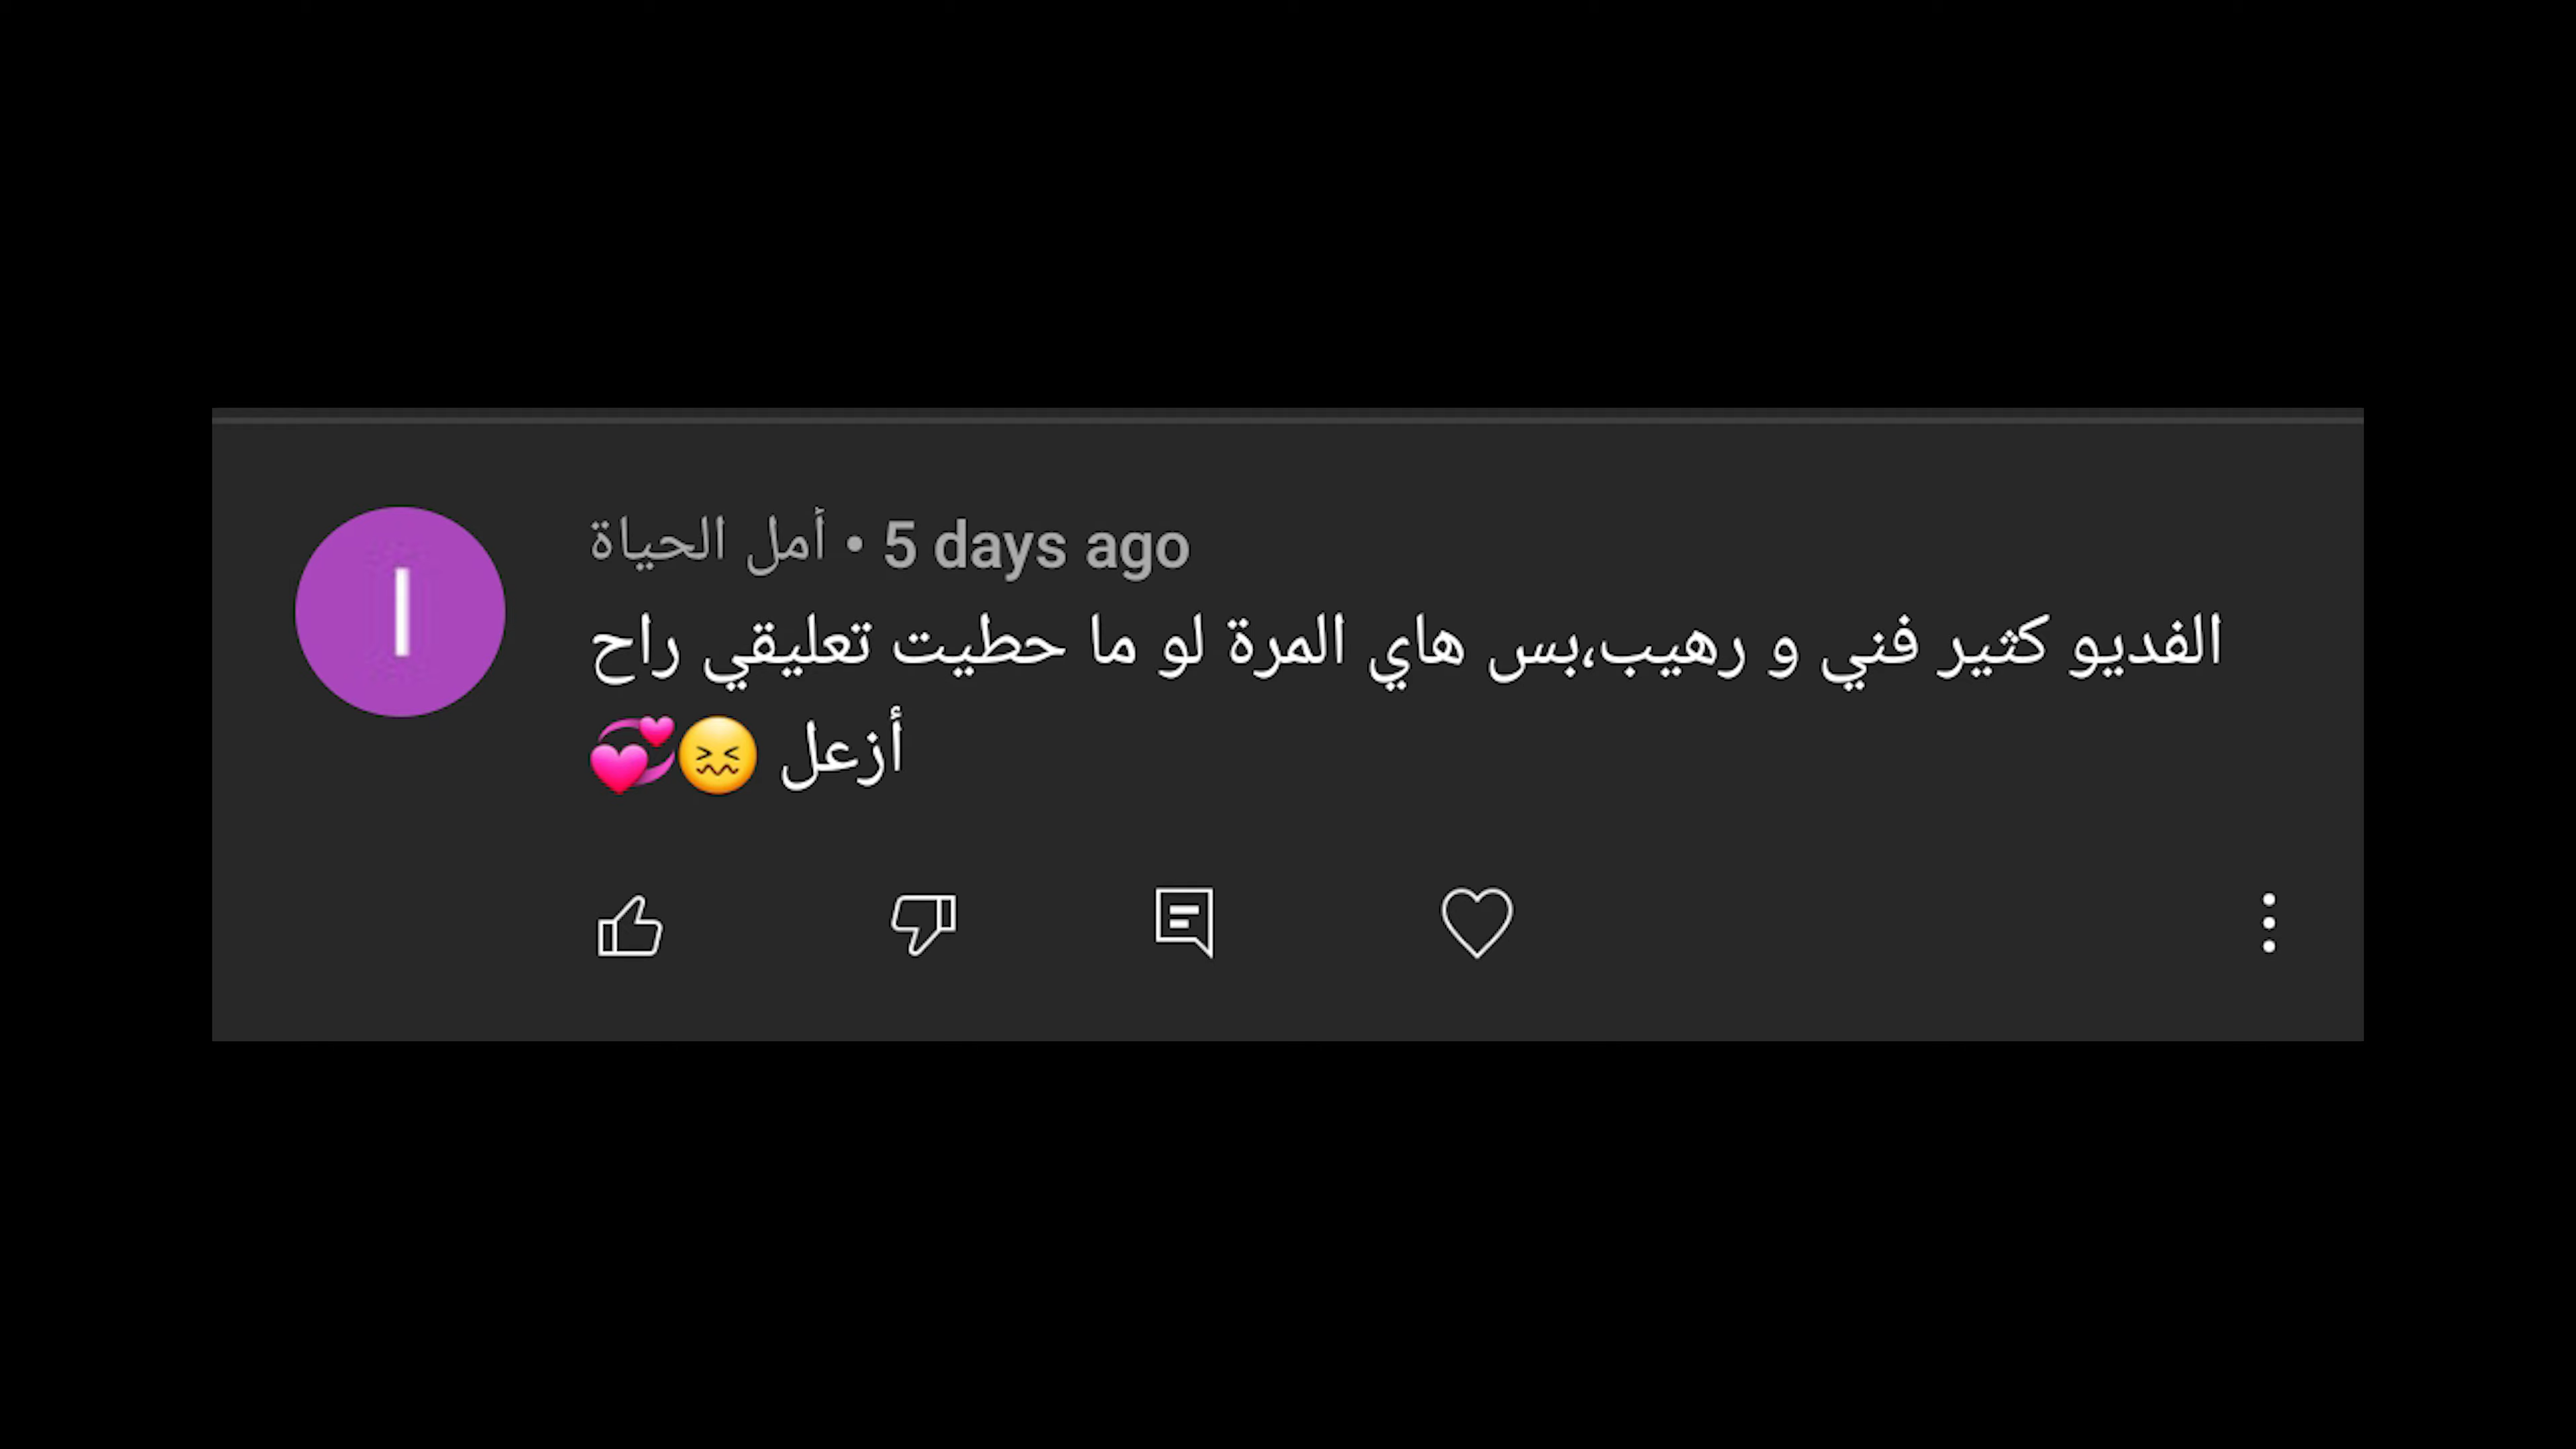 أمل الحياة • 5 days ago
الفديو كثير فني و رهيب،بس هاي المرة لو ما حطيت تعليقي راح
أزعل 😖💞